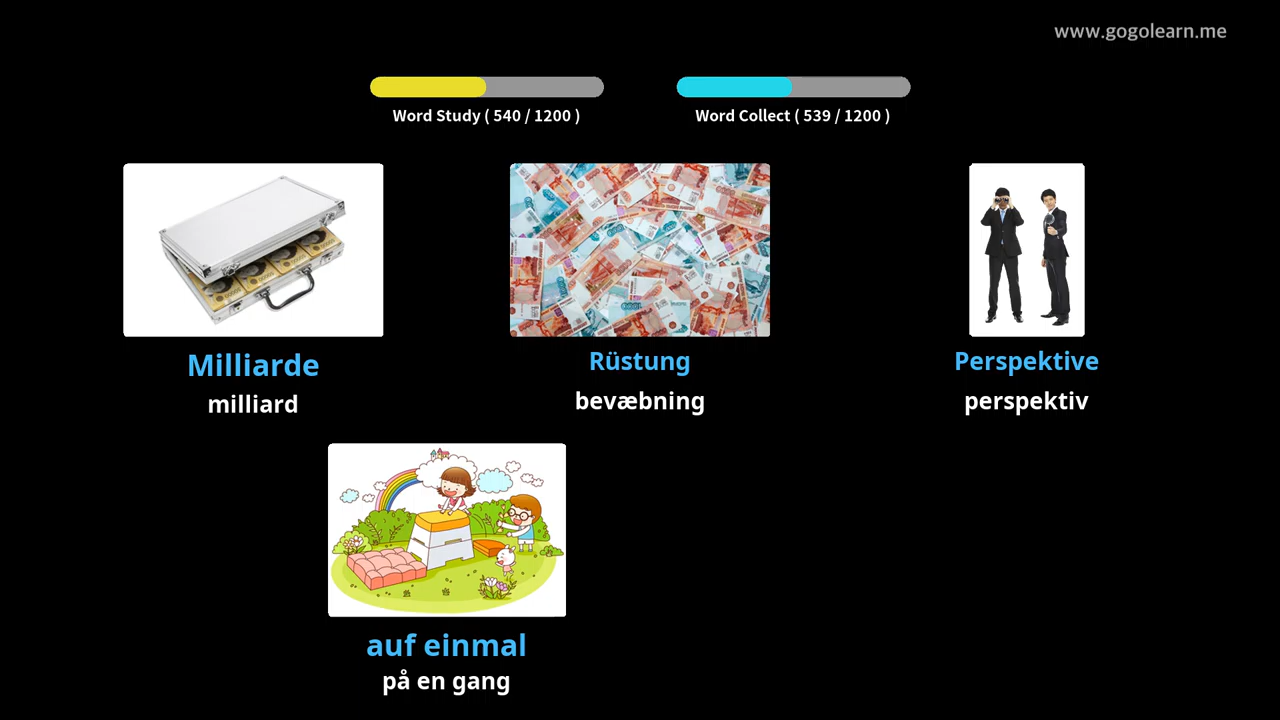 www.gogolearn.me
Word Study ( 540 / 1200 )
Word Collect ( 539 / 1200 )
Milliarde
milliard
Rüstung
bevæbning
Perspektive
perspektiv
auf einmal
på en gang